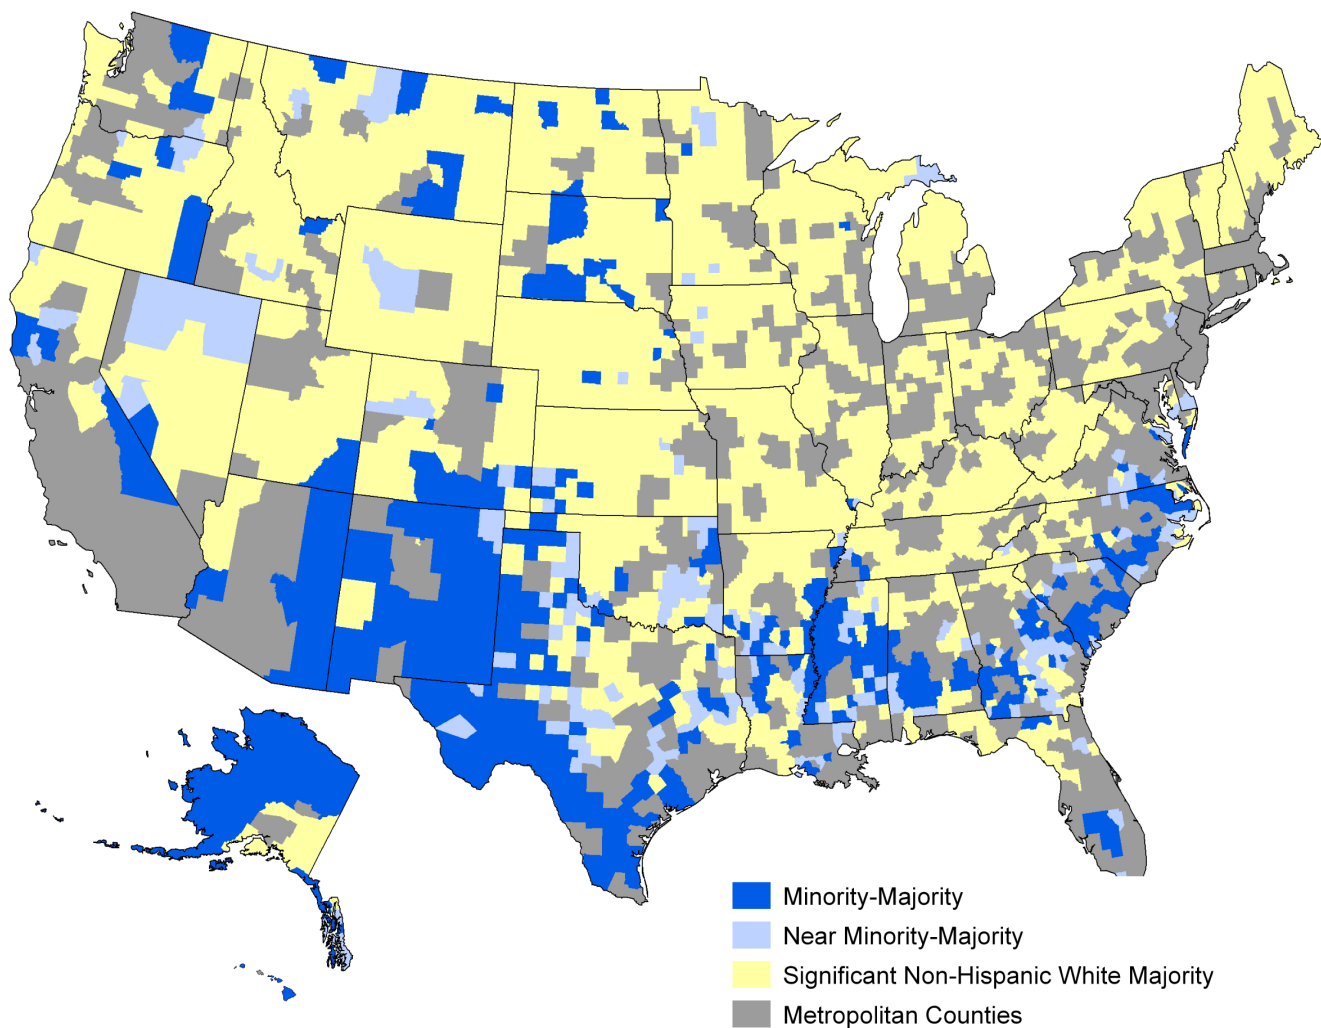 Minority-Majority
Near Minority-Majority
Significant Non-Hispanic White Majority
Metropolitan Counties